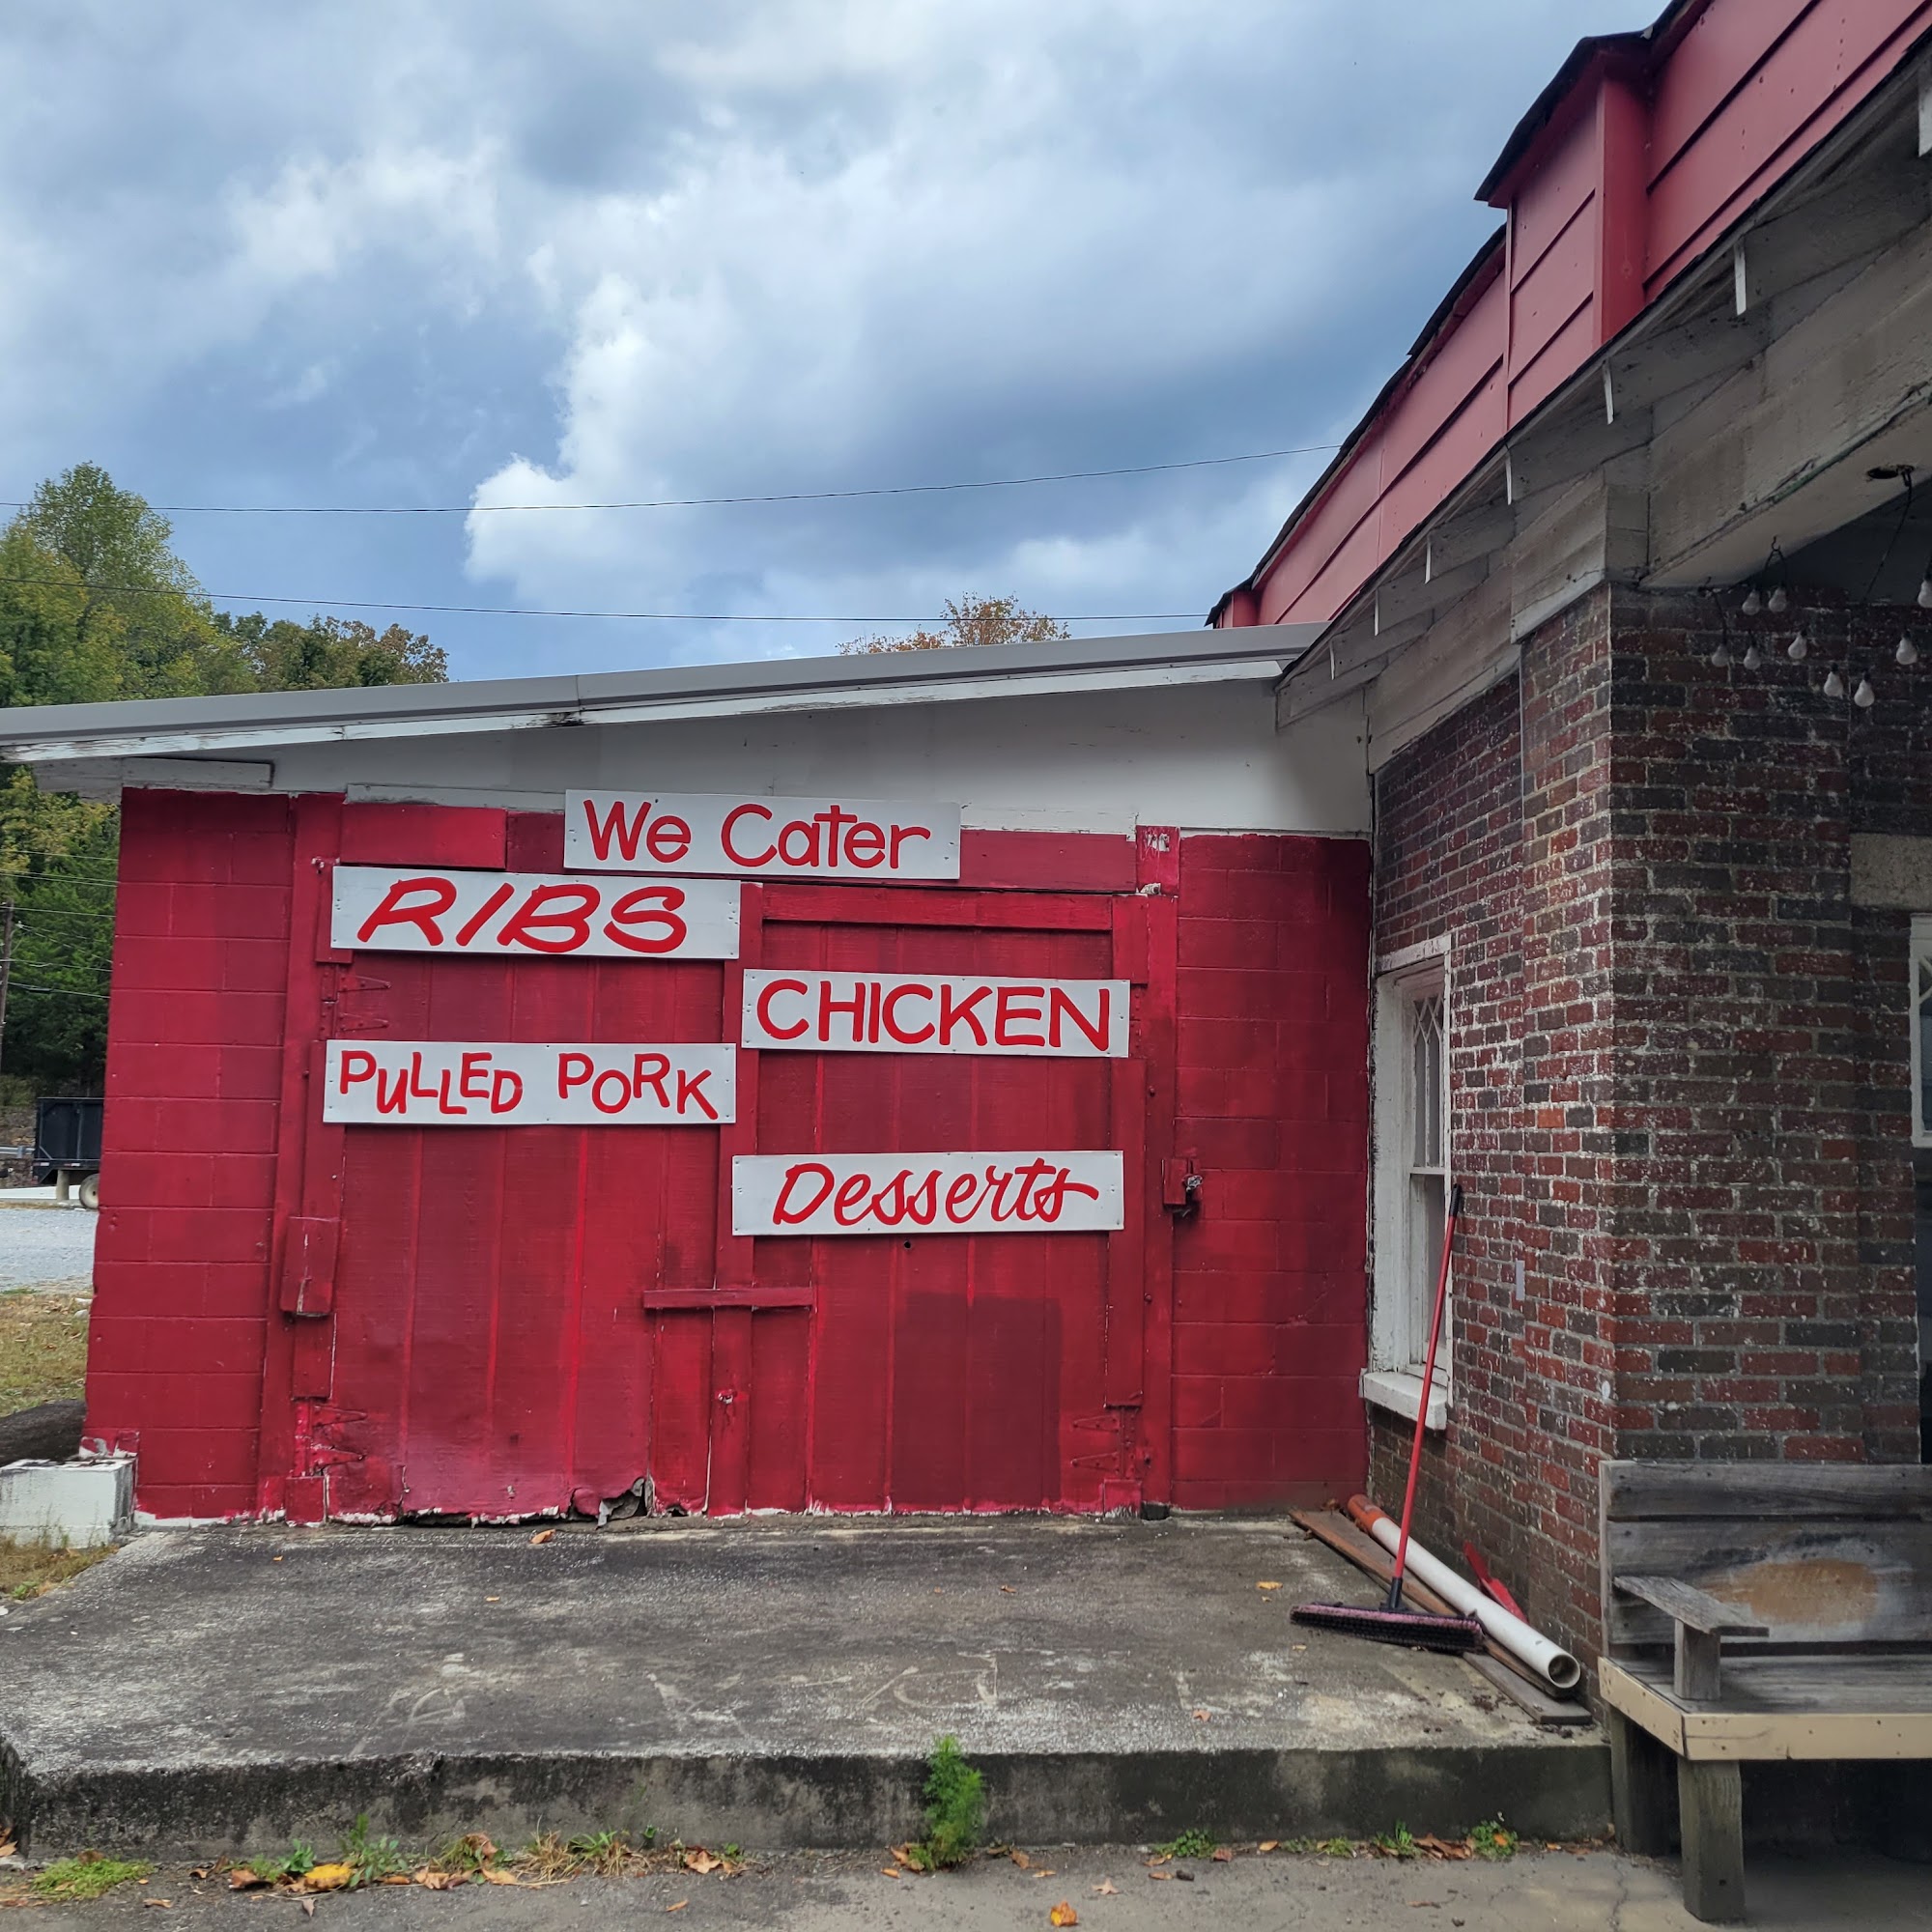 We Cater
RIBS
CHICKEN
PULLED PORK
Desserts